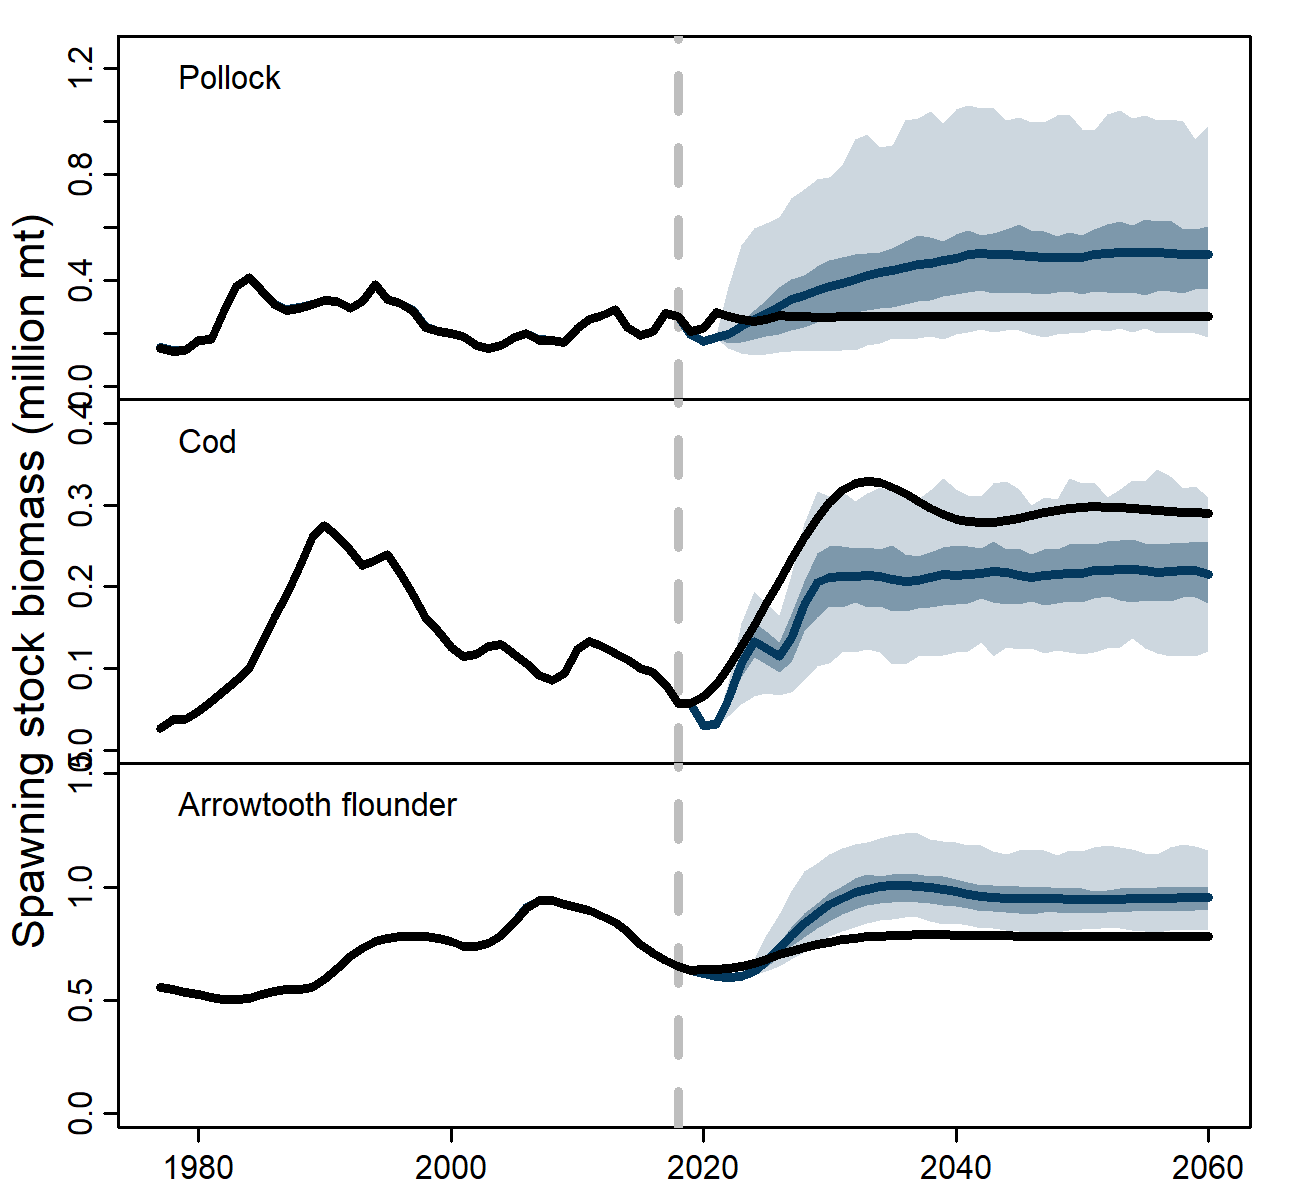 Spawning stock biomass (million mt)
Pollock
1.2
0.8
0.4
0.0
Cod
0.4
0.3
0.2
0.1
0.0
Arrowtooth flounder
1.5
1.0
0.5
0.0
1980 2000 2020 2040 2060